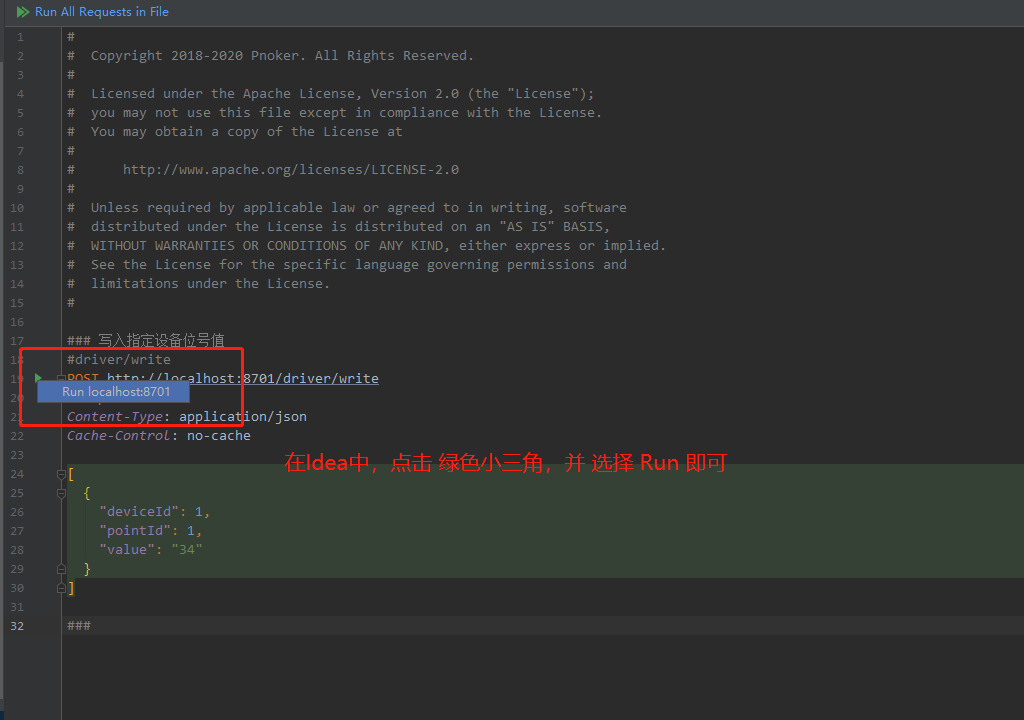 Run All Requests in File
1 #
2 #  Copyright 2018-2020 Pnoker. All Rights Reserved.
3 #
4 #  Licensed under the Apache License, Version 2.0 (the "License");
5 #  you may not use this file except in compliance with the License.
6 #  You may obtain a copy of the License at
7 #
8 #      http://www.apache.org/licenses/LICENSE-2.0
9 #
10 #  Unless required by applicable law or agreed to in writing, software
11 #  distributed under the License is distributed on an "AS IS" BASIS,
12 #  WITHOUT WARRANTIES OR CONDITIONS OF ANY KIND, either express or implied.
13 #  See the License for the specific language governing permissions and
14 #  limitations under the License.
15 #
16
17 ### 写入指定设备位号值
18 #driver/write
19 POST http://localhost:8701/driver/write
20 Run localhost:8701
21 Content-Type: application/json
22 Cache-Control: no-cache
23
在Idea中，点击 绿色小三角，并 选择 Run 即可
24 [
25   {
26     "deviceId": 1,
27     "pointId": 1,
28     "value": "34"
29   }
30 ]
31
32 ###